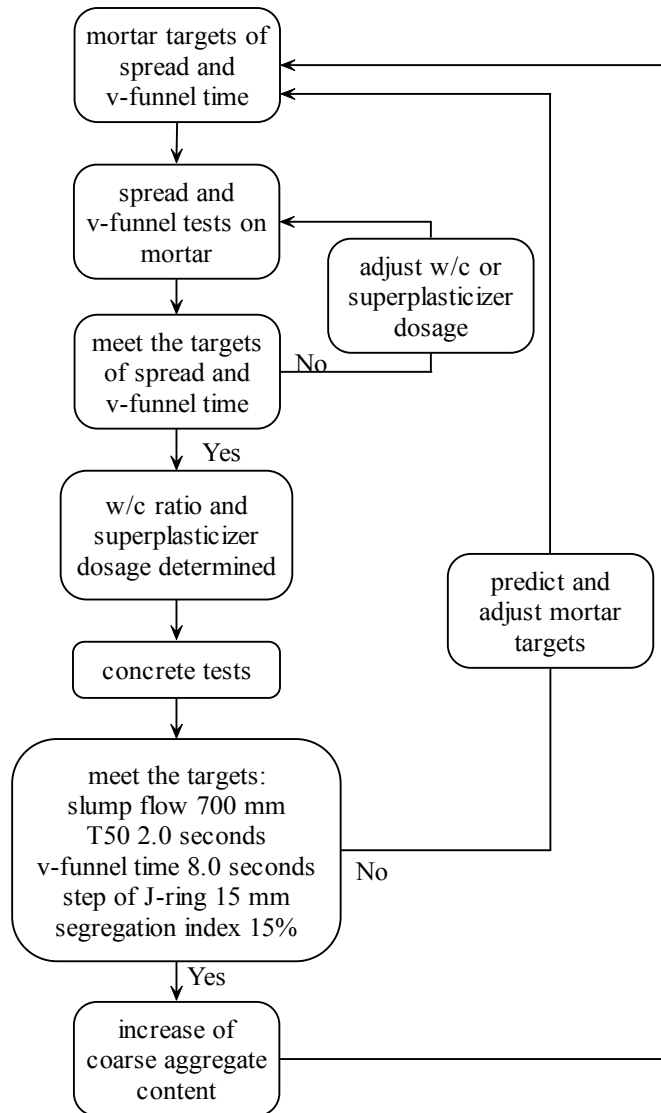 mortar targets of
spread and
v-funnel time
spread and
v-funnel tests on
mortar
adjust w/c or
superplasticizer
dosage
meet the targets
of spread and
v-funnel time
No
Yes
w/c ratio and
superplasticizer
dosage determined
predict and
adjust mortar
targets
concrete tests
meet the targets:
slump flow 700 mm
T50 2.0 seconds
v-funnel time 8.0 seconds
step of J-ring 15 mm
segregation index 15%
No
Yes
increase of
coarse aggregate
content